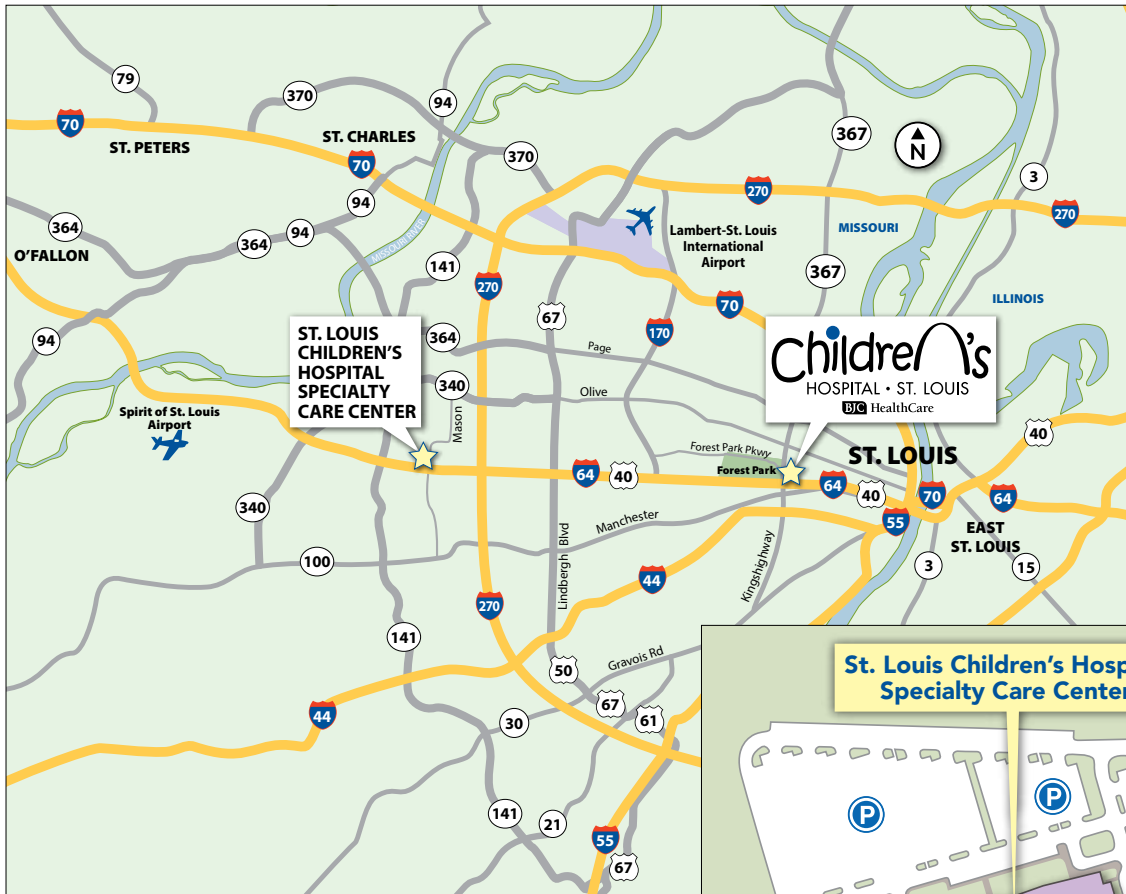 79
370
94
70
ST. PETERS
ST. CHARLES
70
370
367
N
3
270
270
364
O'FALLON
364
94
94
MISSOURI RIVER
141
270
Lambert-St. Louis
International
Airport
MISSOURI
367
ILLINOIS
70
67
170
94
ST. LOUIS
CHILDREN'S
HOSPITAL
SPECIALTY
CARE CENTER
364
Page
340
Olive
Mason
Children's
HOSPITAL • ST. LOUIS
BJC HealthCare
Spirit of St. Louis
Airport
Forest Park Pkwy
Forest Park
ST. LOUIS
40
64
40
64
40
70
64
55
EAST
ST. LOUIS
340
100
Manchester
Lindbergh Blvd
Kingshighway
44
3
15
270
141
Gravois Rd
50
67
61
44
30
141
21
55
67
St. Louis Children's Hosp
Specialty Care Center
P
P